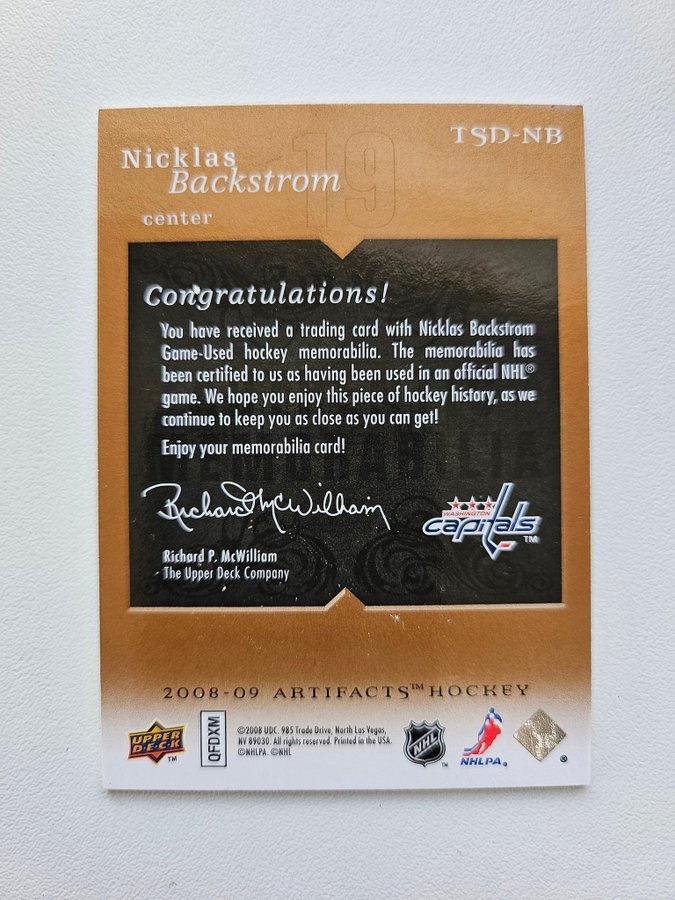 TSD-NB
19
Nicklas
Backstrom
center
Congratulations!
You have received a trading card with Nicklas Backstrom
Game-Used hockey memorabilia. The memorabilia has
been certified to us as having been used in an official NHL®
game. We hope you enjoy this piece of hockey history, as we
continue to keep you as close as you can get!
Enjoy your memorabilia card!
MEMORABILIA
Richard McWilliam
Richard P. McWilliam
The Upper Deck Company
WASHINGTON
capitals™
2008-09 ARTIFACTS™ HOCKEY
UPPER
DECK™
QFDXM
©2008 UDC. 985 Trade Drive, North Las Vegas,
NV 89030. All rights reserved. Printed in the USA.
©NHLPA. ©NHL
NHL™
NHLPA.
®